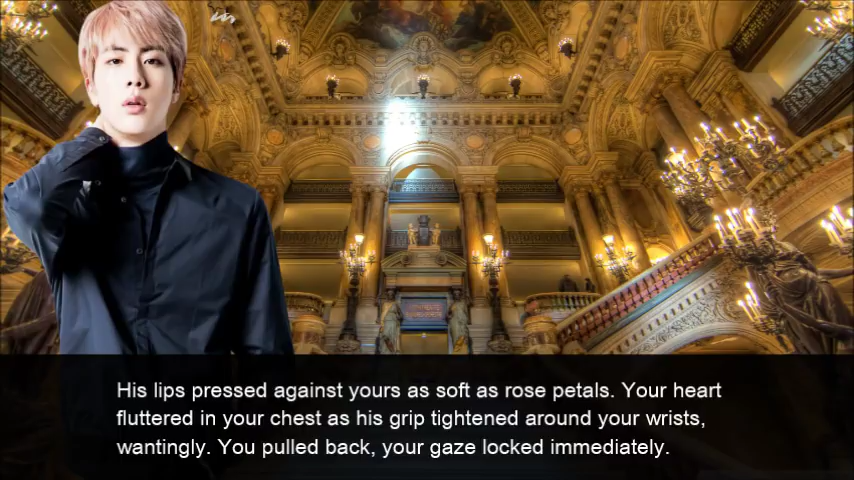 His lips pressed against yours as soft as rose petals. Your heart
fluttered in your chest as his grip tightened around your wrists,
wantingly. You pulled back, your gaze locked immediately.